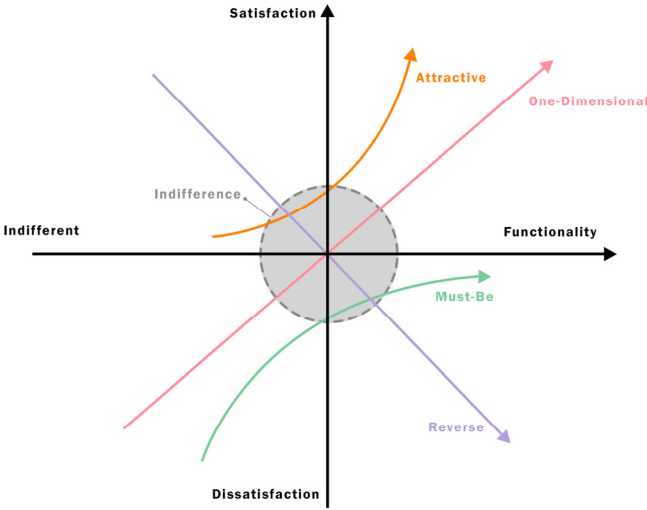 Satisfaction
Attractive
One-Dimensional
Indifference
Indifferent
Functionality
Must-Be
Reverse
Dissatisfaction